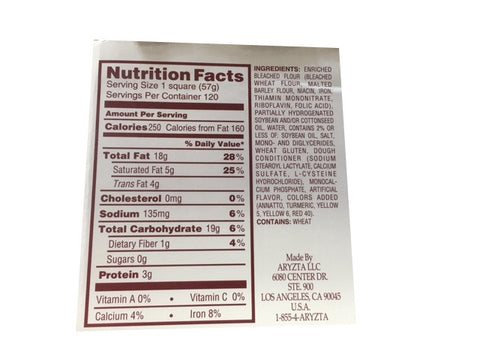 Nutrition Facts
Serving Size 1 square (57g)
Servings Per Container 120
Amount Per Serving
Calories 250 Calories from Fat 160
% Daily Value*
Total Fat 18g 28%
Saturated Fat 5g 25%
Trans Fat 4g
Cholesterol 0mg 0%
Sodium 135mg 6%
Total Carbohydrate 19g 6%
Dietary Fiber 1g 4%
Sugars 0g
Protein 3g
Vitamin A 0% • Vitamin C 0%
Calcium 4% • Iron 8%
INGREDIENTS: ENRICHED
BLEACHED FLOUR (BLEACHED
WHEAT FLOUR, MALTED
BARLEY FLOUR, NIACIN, IRON,
THIAMIN MONONITRATE,
RIBOFLAVIN, FOLIC ACID),
PARTIALLY HYDROGENATED
SOYBEAN AND/OR COTTONSEED
OIL, WATER, CONTAINS 2% OR
LESS OF: SOYBEAN OIL, SALT,
MONO- AND DIGLYCERIDES,
WHEAT GLUTEN, DOUGH
CONDITIONER (SODIUM
STEAROYL LACTYLATE, CALCIUM
SULFATE, L-CYSTEINE
HYDROCHLORIDE), MONOCAL-
CIUM PHOSPHATE, ARTIFICIAL
FLAVOR, COLORS ADDED
(ANNATTO, TURMERIC, YELLOW
5, YELLOW 6, RED 40).
CONTAINS: WHEAT
Made By
ARYZTA LLC
6080 CENTER DR.
STE. 900
LOS ANGELES, CA 90045
U.S.A.
1-855-4-ARYZTA